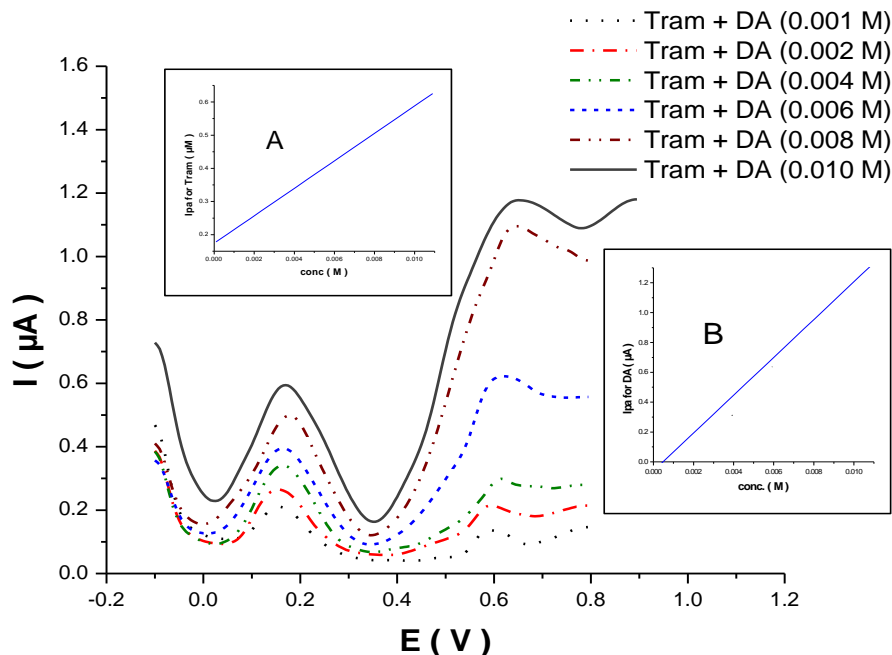 Tram + DA (0.001 M)
Tram + DA (0.002 M)
Tram + DA (0.004 M)
Tram + DA (0.006 M)
Tram + DA (0.008 M)
Tram + DA (0.010 M)
1.6
1.4
1.2
1.0
0.8
0.6
0.4
0.2
0.0
I ( µA )
-0.2 0.0 0.2 0.4 0.6 0.8 1.0 1.2
E ( V )
A
0.6
0.5
0.4
0.3
0.2
Ipa for Tram ( µM )
0.000 0.002 0.004 0.006 0.008 0.010
conc ( M )
B
1.2
1.0
0.8
0.6
0.4
0.2
0.0
Ipa for DA ( µA )
0.000 0.002 0.004 0.006 0.008 0.010
conc. ( M )